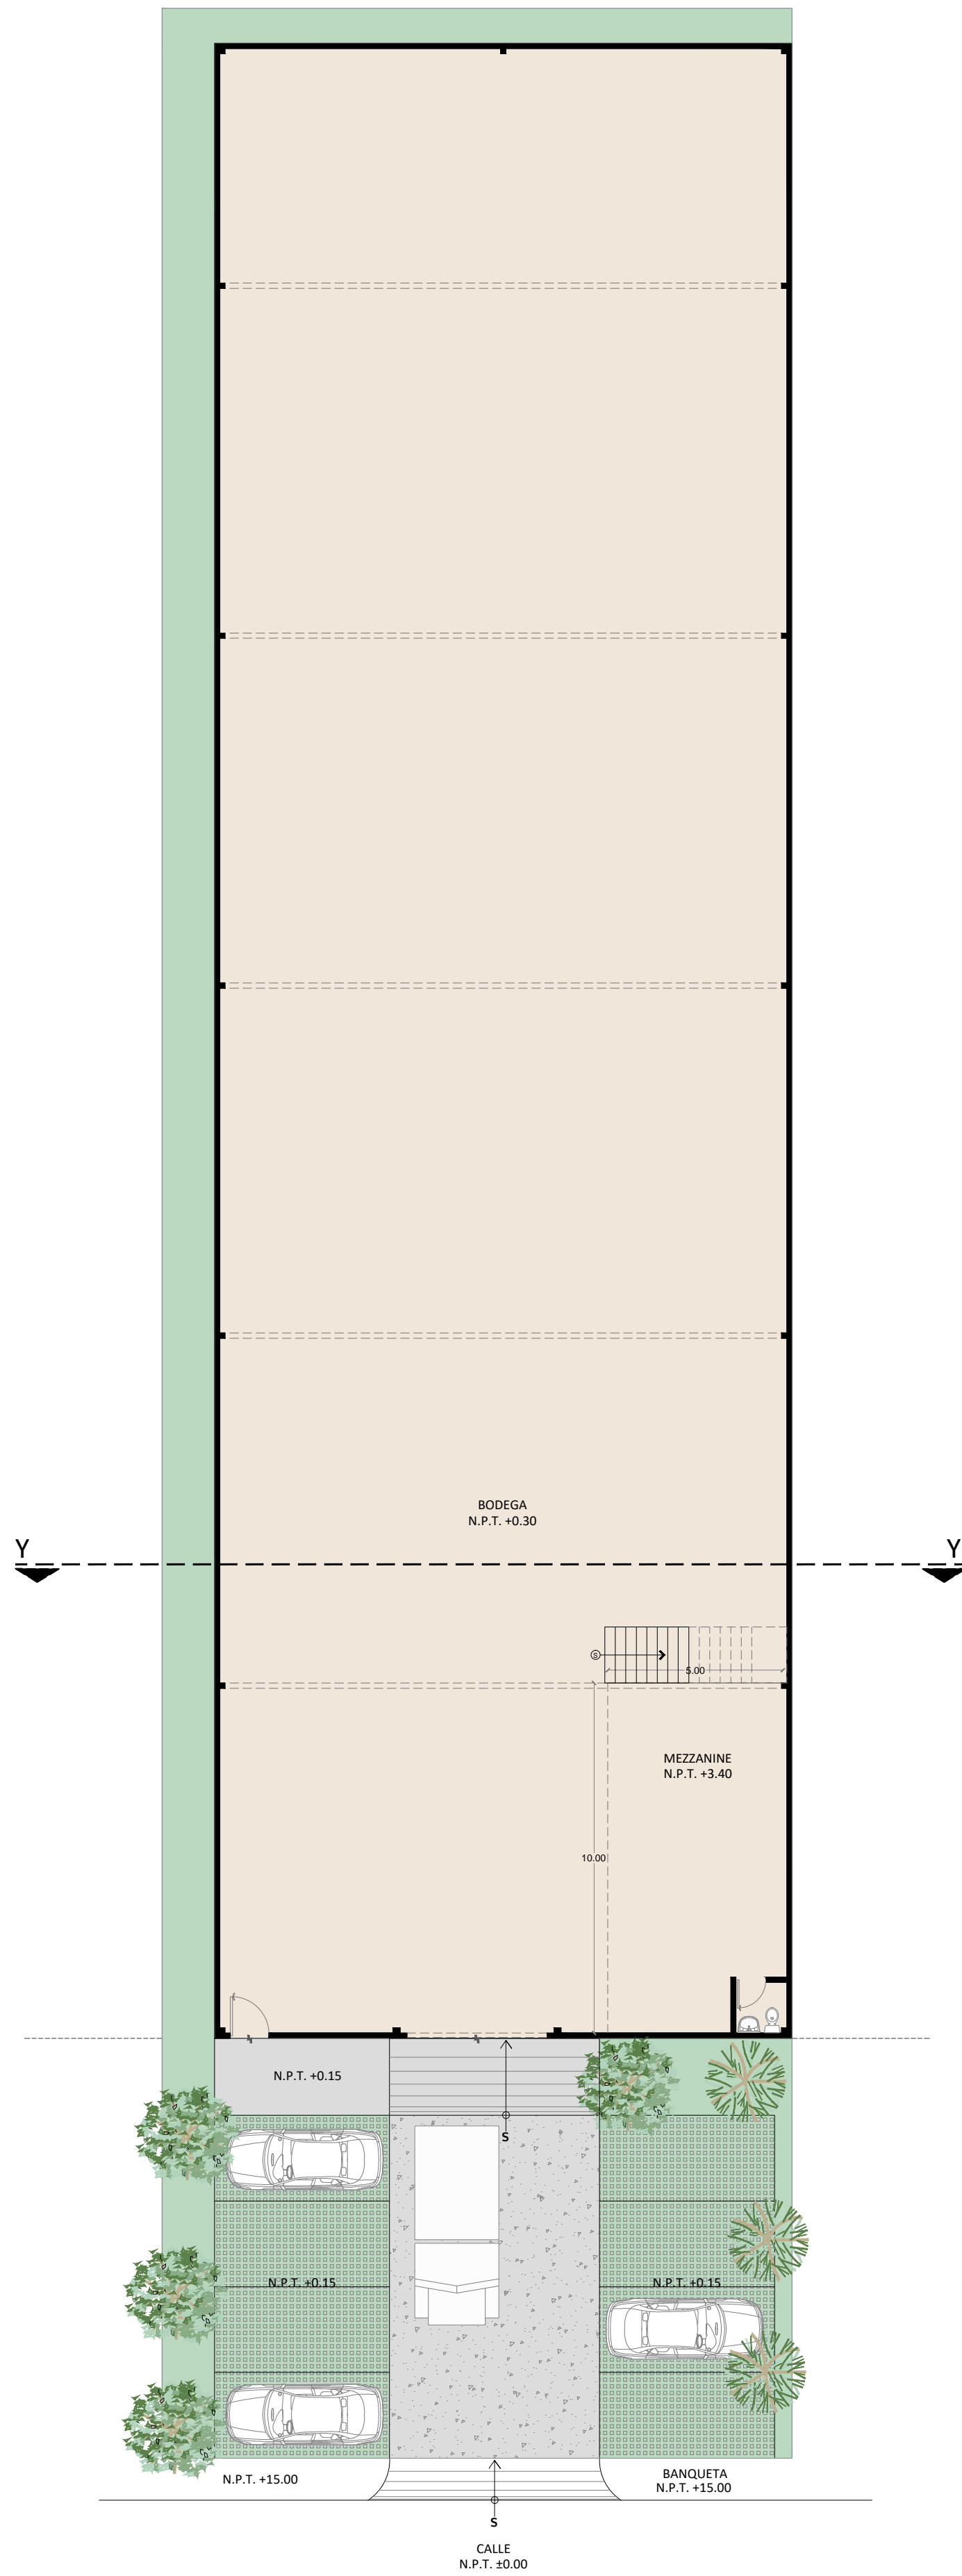 BODEGA
N.P.T. +0.30
Y
Y
S
5.00
MEZZANINE
N.P.T. +3.40
10.00
N.P.T. +0.15
S
N.P.T. +0.15
N.P.T. +0.15
N.P.T. +15.00
BANQUETA
N.P.T. +15.00
S
CALLE
N.P.T. ±0.00